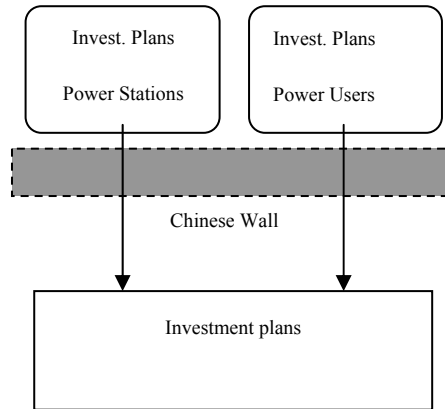 Invest. Plans
Power Stations
Invest. Plans
Power Users
Chinese Wall
Investment plans